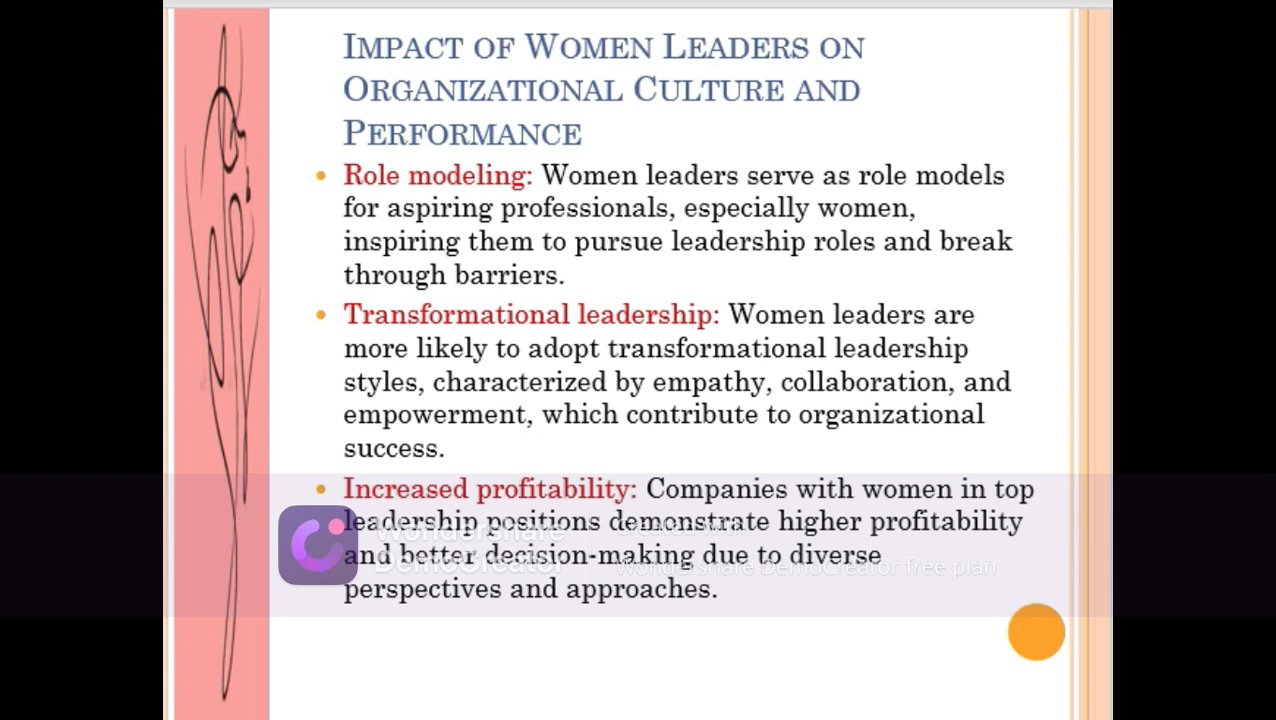 IMPACT OF WOMEN LEADERS ON
ORGANIZATIONAL CULTURE AND
PERFORMANCE
• Role modeling: Women leaders serve as role models
for aspiring professionals, especially women,
inspiring them to pursue leadership roles and break
through barriers.
• Transformational leadership: Women leaders are
more likely to adopt transformational leadership
styles, characterized by empathy, collaboration, and
empowerment, which contribute to organizational
success.
• Increased profitability: Companies with women in top
leadership positions demonstrate higher profitability
and better decision-making due to diverse
perspectives and approaches.
Wondershare
DemoCreator
Created with
Wondershare DemoCreator free plan